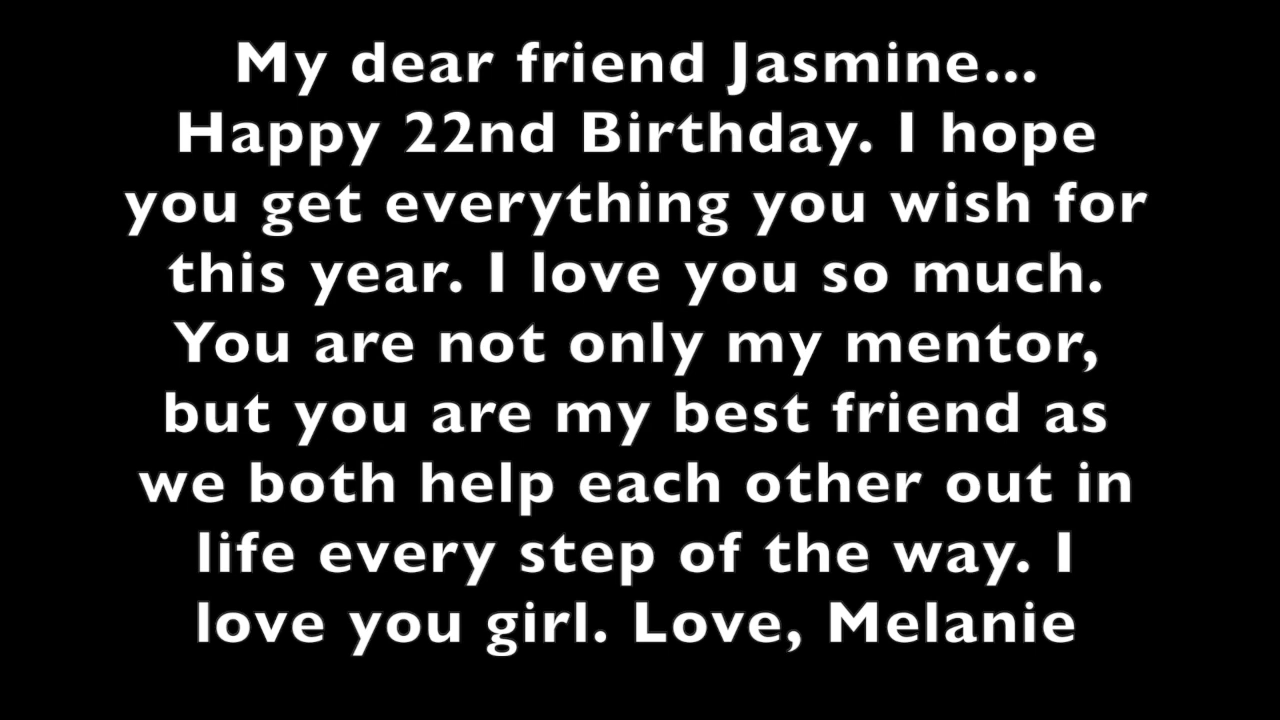 My dear friend Jasmine...
Happy 22nd Birthday. I hope
you get everything you wish for
this year. I love you so much.
You are not only my mentor,
but you are my best friend as
we both help each other out in
life every step of the way. I
love you girl. Love, Melanie